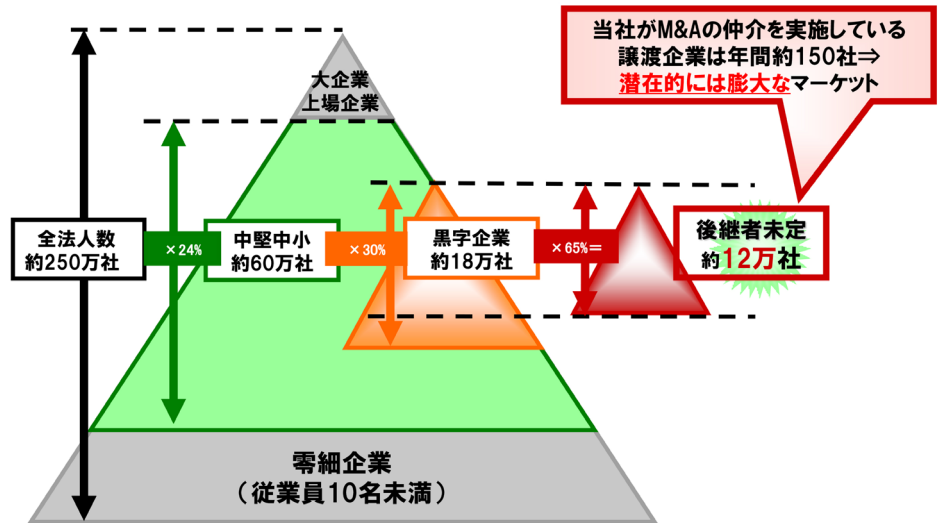 当社がM&Aの仲介を実施している
譲渡企業は年間約150社⇒
潜在的には膨大なマーケット
大企業
上場企業
全法人数
約250万社
×24%
中堅中小
約60万社
×30%
黒字企業
約18万社
×65%=
後継者未定
約12万社
零細企業
(従業員10名未満)